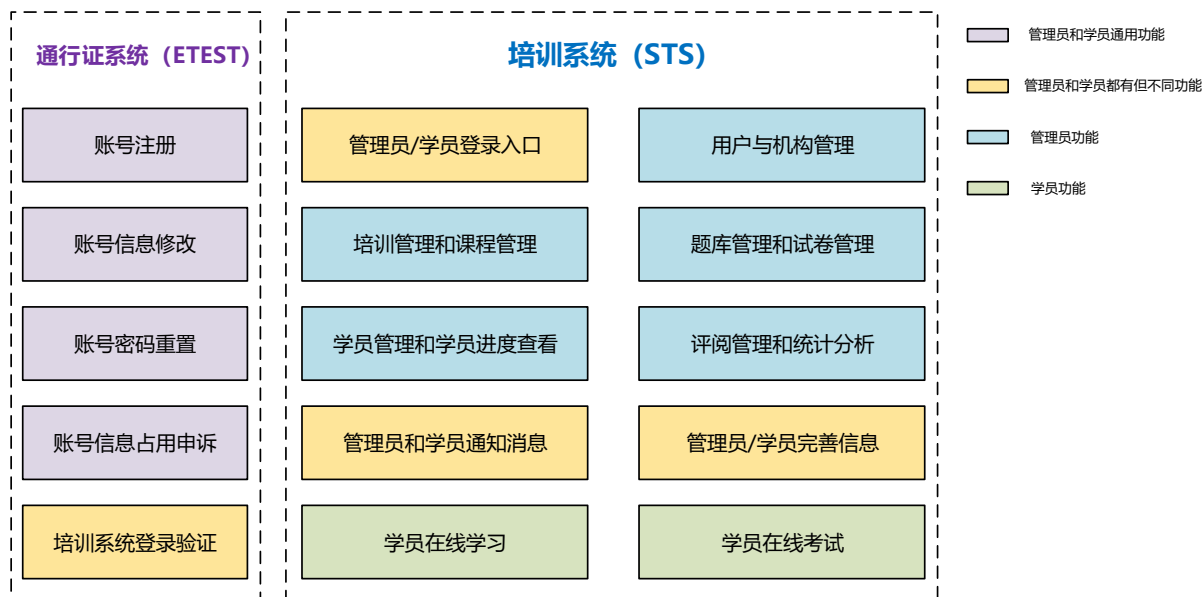 通行证系统（ETEST）
账号注册
账号信息修改
账号密码重置
账号信息占用申诉
培训系统登录验证
培训系统（STS）
管理员/学员登录入口
用户与机构管理
培训管理和课程管理
题库管理和试卷管理
学员管理和学员进度查看
评阅管理和统计分析
管理员和学员通知消息
管理员/学员完善信息
学员在线学习
学员在线考试
管理员和学员通用功能
管理员和学员都有但不同功能
管理员功能
学员功能